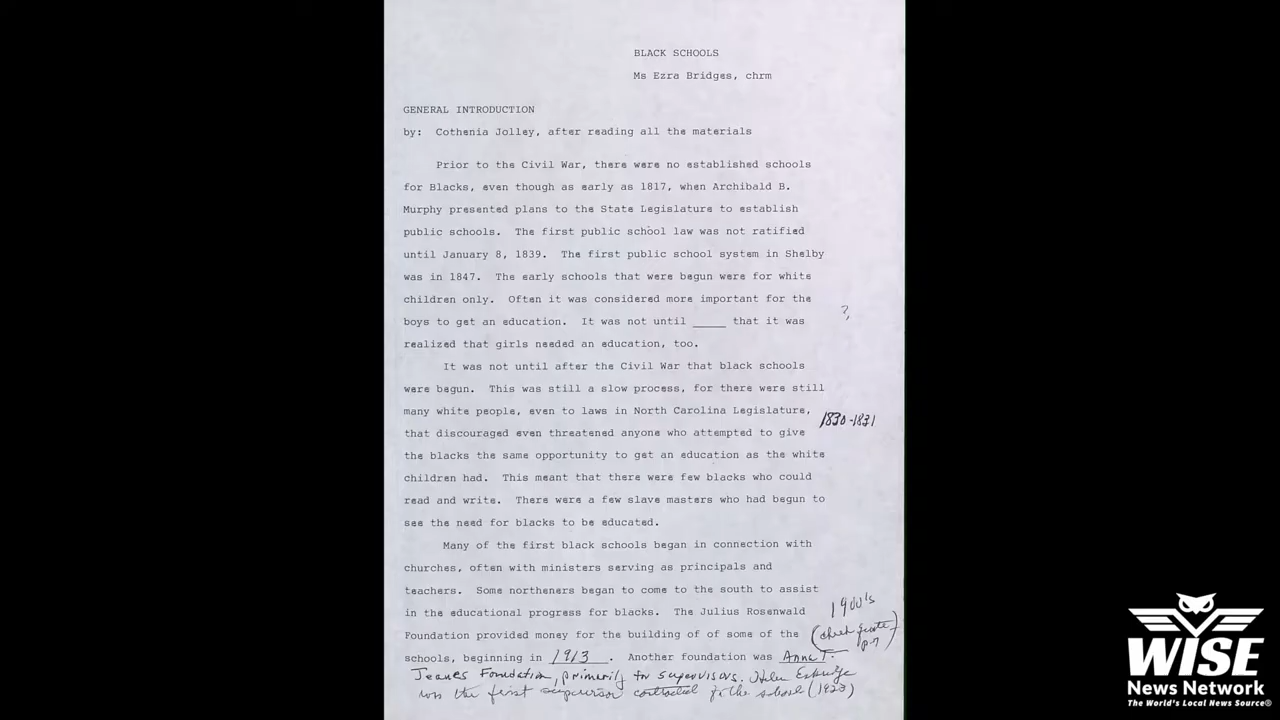 BLACK SCHOOLS
Ms Ezra Bridges, chrm
GENERAL INTRODUCTION
by: Cothenia Jolley, after reading all the materials
Prior to the Civil War, there were no established schools
for Blacks, even though as early as 1817, when Archibald B.
Murphy presented plans to the State Legislature to establish
public schools. The first public school law was not ratified
until January 8, 1839. The first public school system in Shelby
was in 1847. The early schools that were begun were for white
children only. Often it was considered more important for the
boys to get an education. It was not until _____ that it was
?,
realized that girls needed an education, too.
It was not until after the Civil War that black schools
were begun. This was still a slow process, for there were still
many white people, even to laws in North Carolina Legislature,
1830-1831
that discouraged even threatened anyone who attempted to give
the blacks the same opportunity to get an education as the white
children had. This meant that there were few blacks who could
read and write. There were a few slave masters who had begun to
see the need for blacks to be educated.
Many of the first black schools began in connection with
churches, often with ministers serving as principals and
teachers. Some northeners began to come to the south to assist
in the educational progress for blacks. The Julius Rosenwald
1900's
Foundation provided money for the building of of some of the
(check quote p.7)
schools, beginning in 1913. Another foundation was Anna T.
Jeanes Foundation, primarily for supervisors. Helen
was the first supervisor contracted the school (1923)
WISE
News Network
The World's Local News Source®